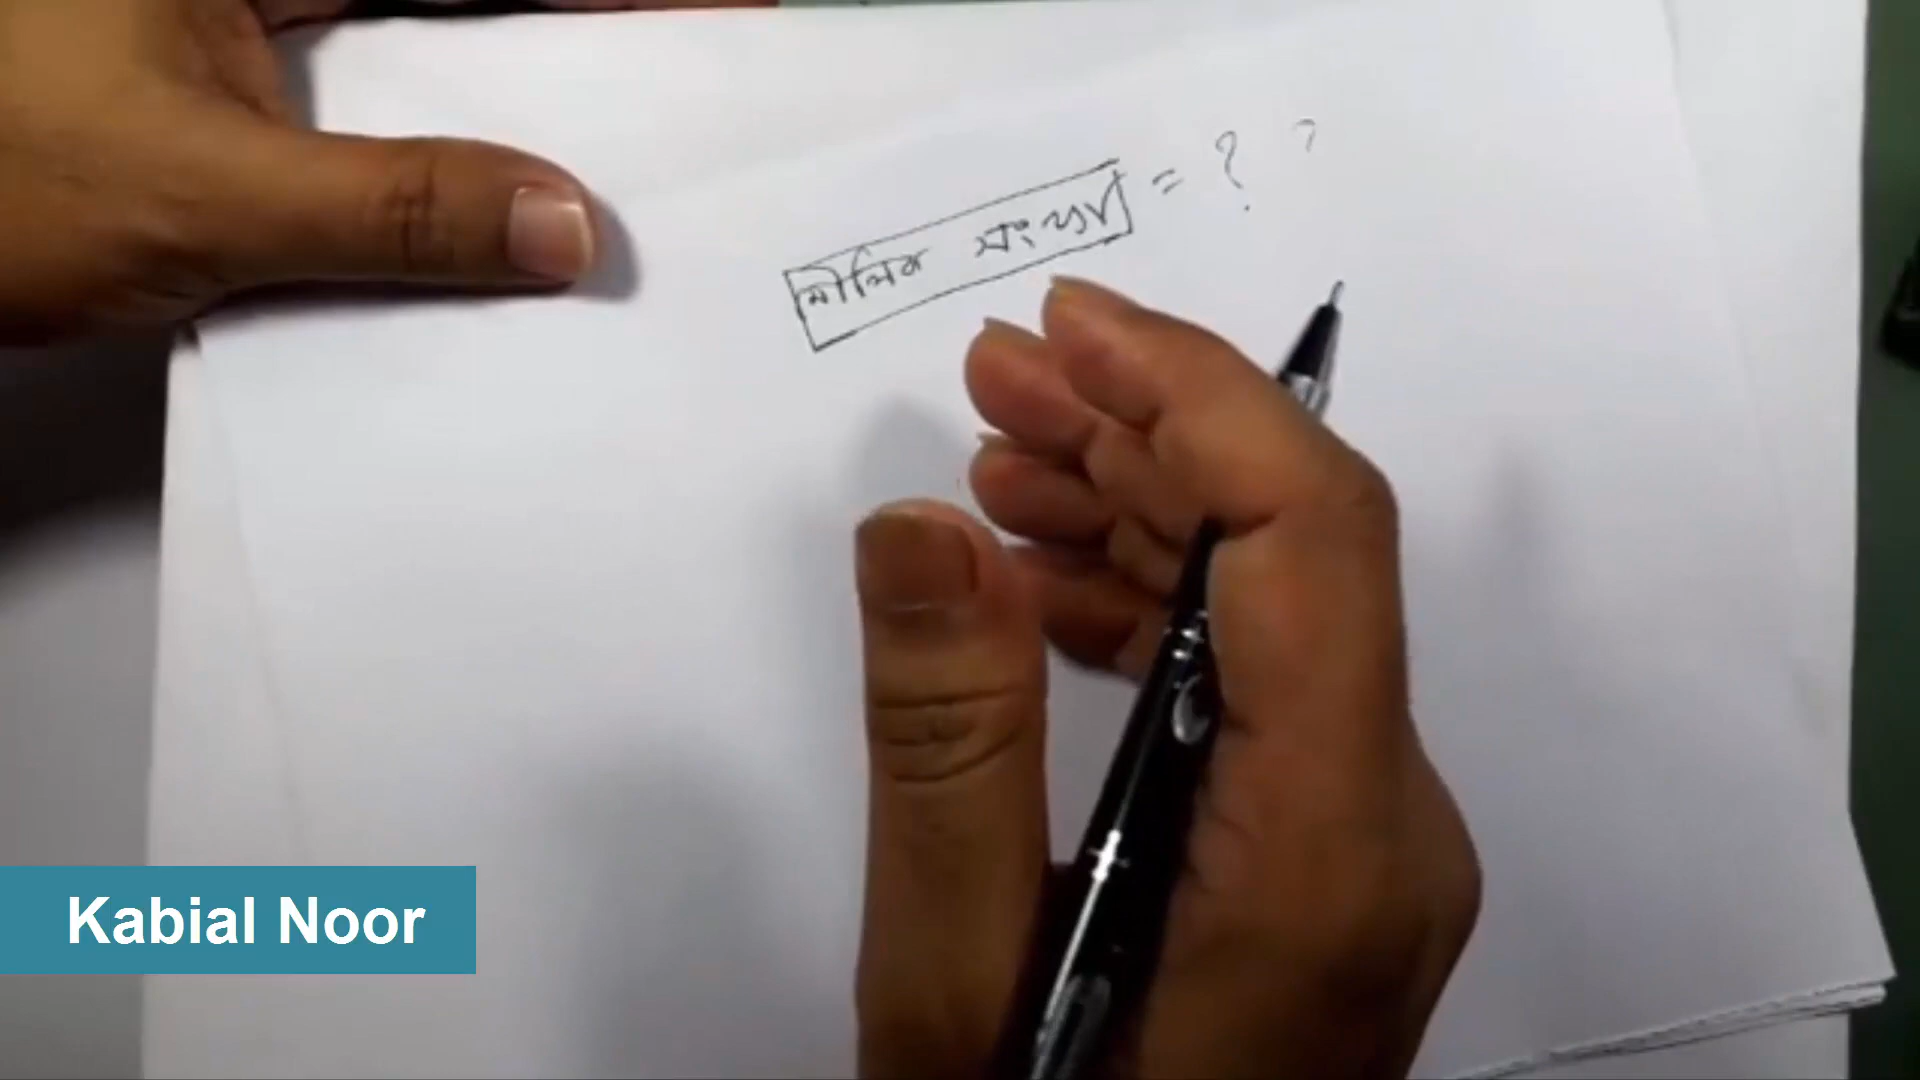 মৌলিক সংখ্যা = ? ?
Kabial Noor